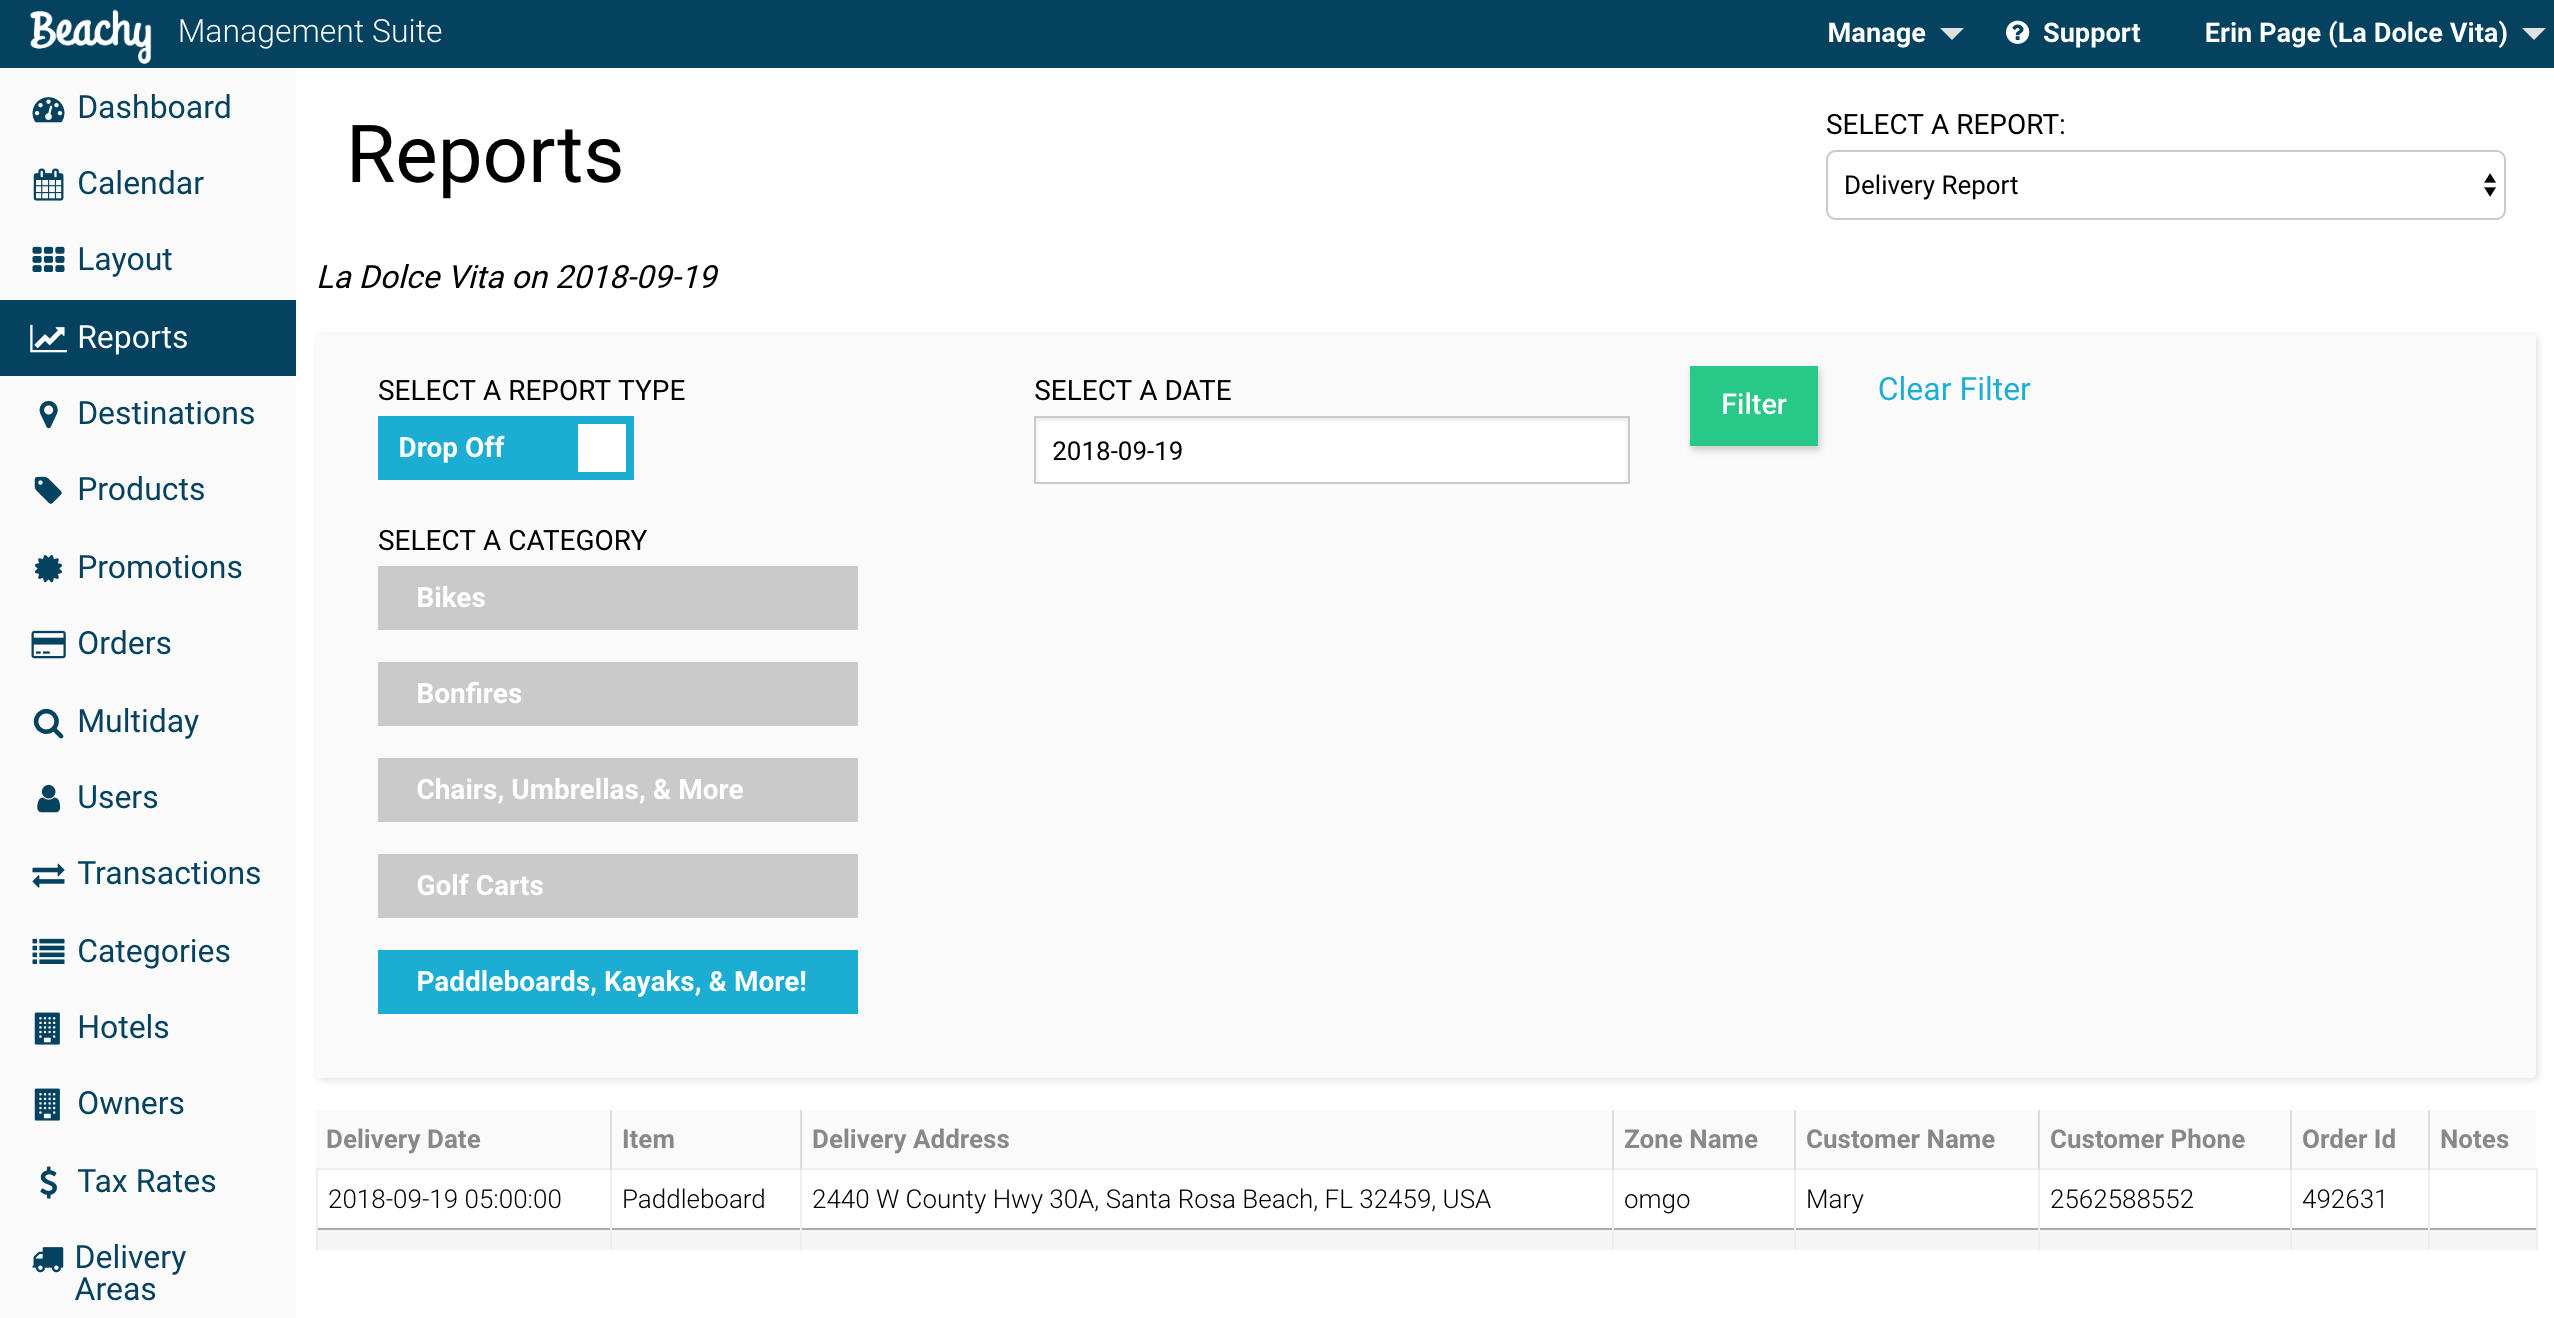 Beachy Management Suite
Manage Support Erin Page (La Dolce Vita)
Dashboard
Calendar
Layout
Reports
Destinations
Products
Promotions
Orders
Multiday
Users
Transactions
Categories
Hotels
Owners
Tax Rates
Delivery
Areas
Reports
SELECT A REPORT:
Delivery Report
La Dolce Vita on 2018-09-19
SELECT A REPORT TYPE
Drop Off
SELECT A DATE
2018-09-19
Filter
Clear Filter
SELECT A CATEGORY
Bikes
Bonfires
Chairs, Umbrellas, & More
Golf Carts
Paddleboards, Kayaks, & More!
Delivery Date Item Delivery Address Zone Name Customer Name Customer Phone Order Id Notes
2018-09-19 05:00:00 Paddleboard 2440 W County Hwy 30A, Santa Rosa Beach, FL 32459, USA omgo Mary 2562588552 492631